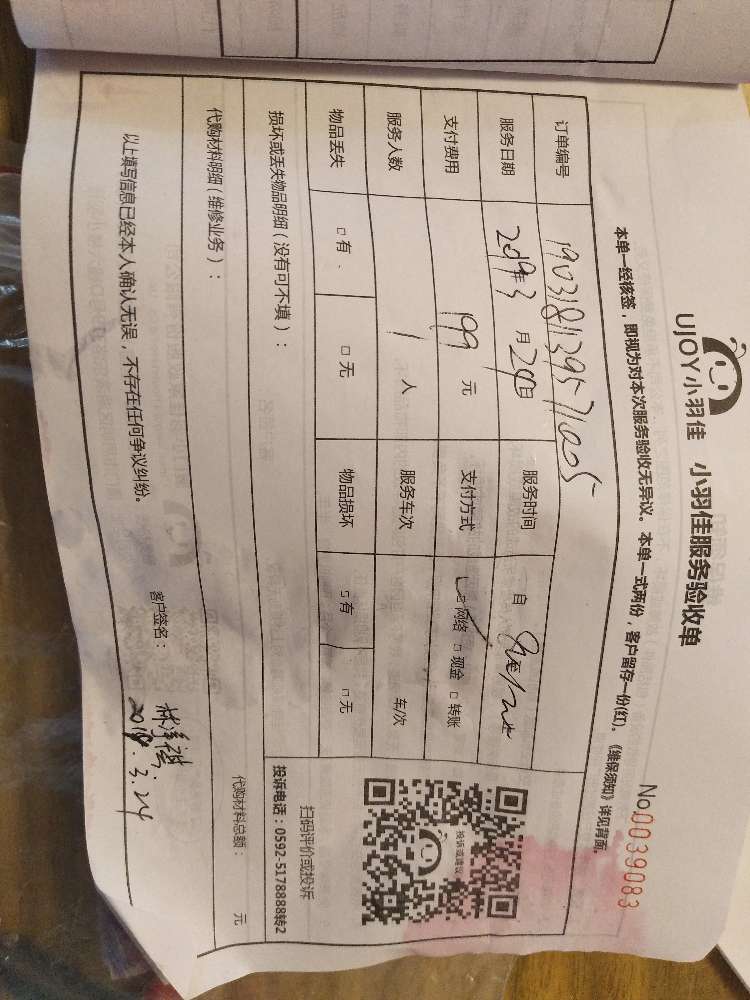 UJOY小羽佳 小羽佳服务验收单
No.0039083
本单一经核签，即视为对本次服务验收无异议。本单一式两份，客户留存一份(红)。《维保须知》详见背面。
订单编号
服务日期 2019年3月24日 服务时间 自
支付费用 199元 支付方式 网络 现金 转账
服务人数 1人 服务车次 车/次
物品丢失 有 无 物品损坏 有 无
损坏或丢失物品明细（没有可不填）：
代购材料明细（维修业务）：
代购材料总额： 元
投诉或建议
扫码评价或投诉
投诉电话：0592-5178888转2
以上填写信息已经本人确认无误，不存在任何争议纠纷。
客户签名：
3.24